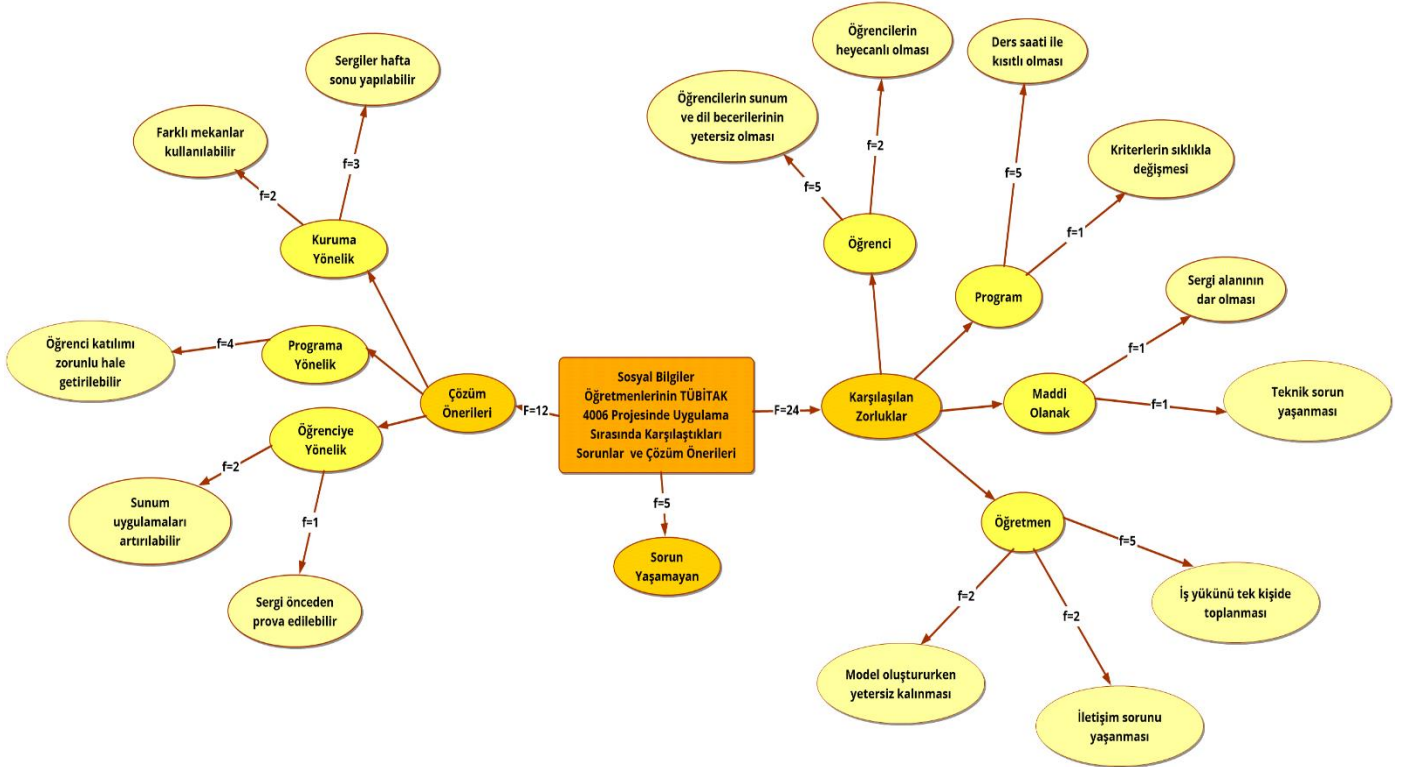 Sergiler hafta
sonu yapılabilir
Farklı mekanlar
kullanılabilir
f=3
f=2
Kuruma
Yönelik
Öğrenci katılımı
zorunlu hale
getirilebilir
f=4
Programa
Yönelik
Çözüm
Önerileri
F=12
Öğrenciye
Yönelik
f=2
Sunum
uygulamaları
artırılabilir
f=1
Sergi önceden
prova edilebilir
Sosyal Bilgiler
Öğretmenlerinin TÜBİTAK
4006 Projesinde Uygulama
Sırasında Karşılaştıkları
Sorunlar ve Çözüm Önerileri
f=5
Sorun
Yaşamayan
F=24
Karşılaşılan
Zorluklar
Öğrencilerin
heyecanlı olması
Öğrencilerin sunum
ve dil becerilerinin
yetersiz olması
f=2
f=5
Öğrenci
Ders saati ile
kısıtlı olması
f=5
Kriterlerin sıklıkla
değişmesi
f=1
Program
Sergi alanının
dar olması
f=1
Maddi
Olanak
f=1
Teknik sorun
yaşanması
Öğretmen
f=5
İş yükünü tek kişide
toplanması
f=2
Model oluştururken
yetersiz kalınması
f=2
İletişim sorunu
yaşanması